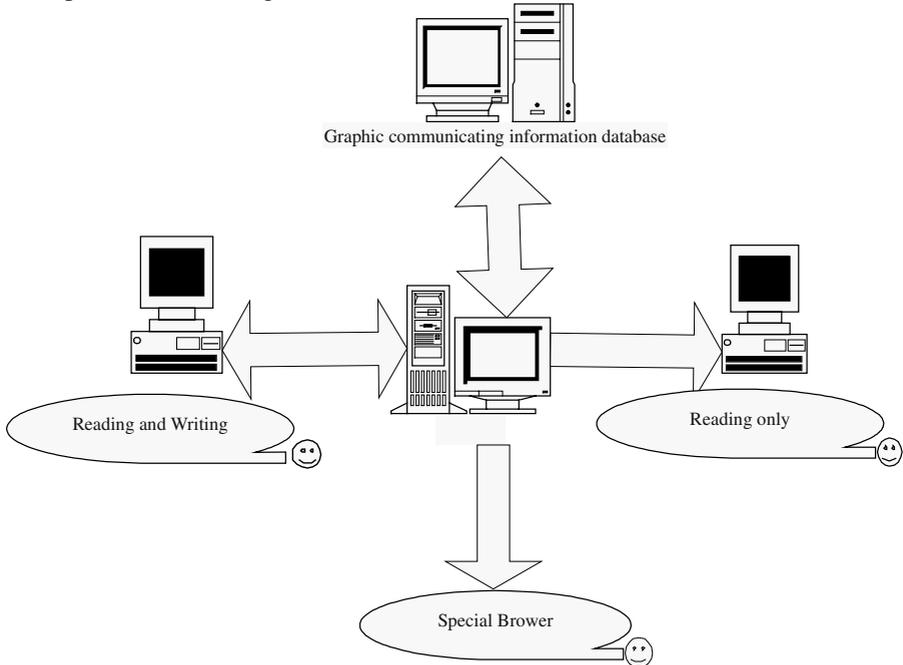 Graphic communicating information database
Reading and Writing
Reading only
Special Brower